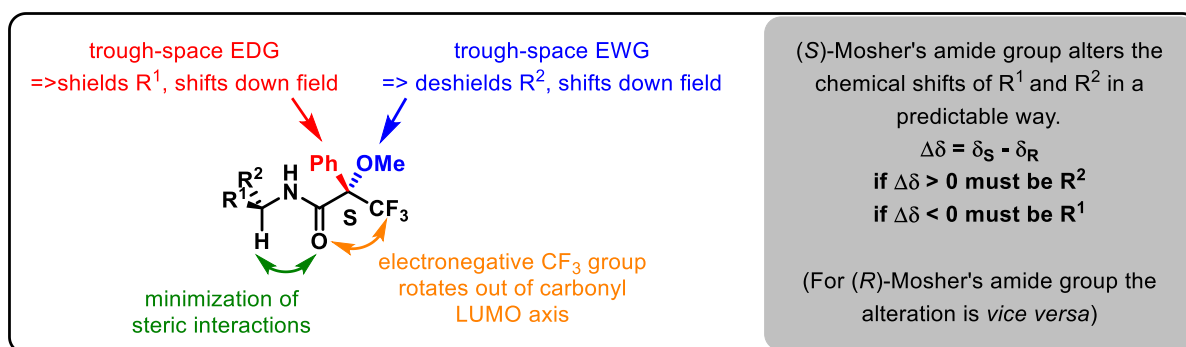 trough-space EDG
=>shields R¹, shifts down field
trough-space EWG
=> deshields R², shifts down field
Ph
OMe
R²
R¹
H
N
S
CF₃
H
O
electronegative CF₃ group
rotates out of carbonyl
LUMO axis
minimization of
steric interactions
(S)-Mosher's amide group alters the
chemical shifts of R¹ and R² in a
predictable way.
Δδ = δS - δR
if Δδ > 0 must be R²
if Δδ < 0 must be R¹
(For (R)-Mosher's amide group the
alteration is vice versa)